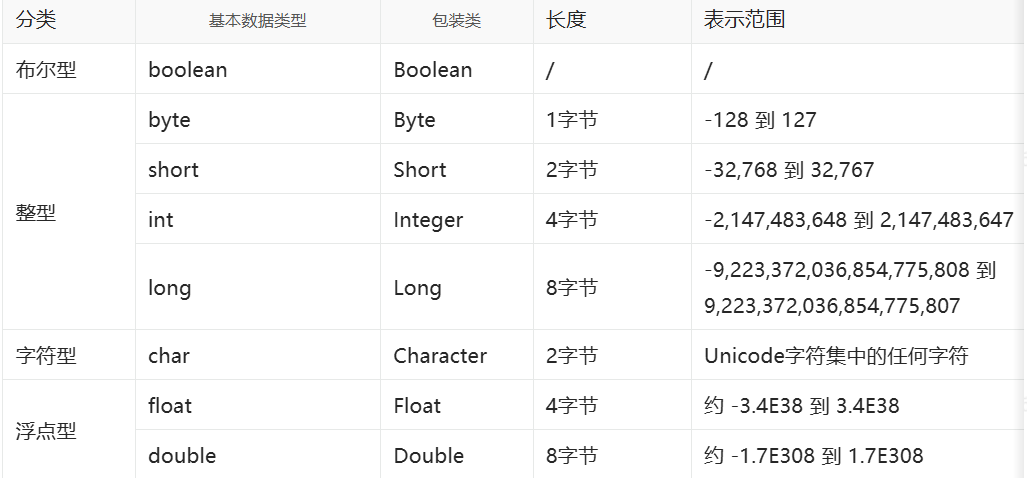 分类 基本数据类型 包装类 长度 表示范围
布尔型 boolean Boolean / /
byte Byte 1字节 -128 到 127
short Short 2字节 -32,768 到 32,767
整型
int Integer 4字节 -2,147,483,648 到 2,147,483,647
long Long 8字节 -9,223,372,036,854,775,808 到
9,223,372,036,854,775,807
字符型 char Character 2字节 Unicode字符集中的任何字符
float Float 4字节 约 -3.4E38 到 3.4E38
浮点型
double Double 8字节 约 -1.7E308 到 1.7E308